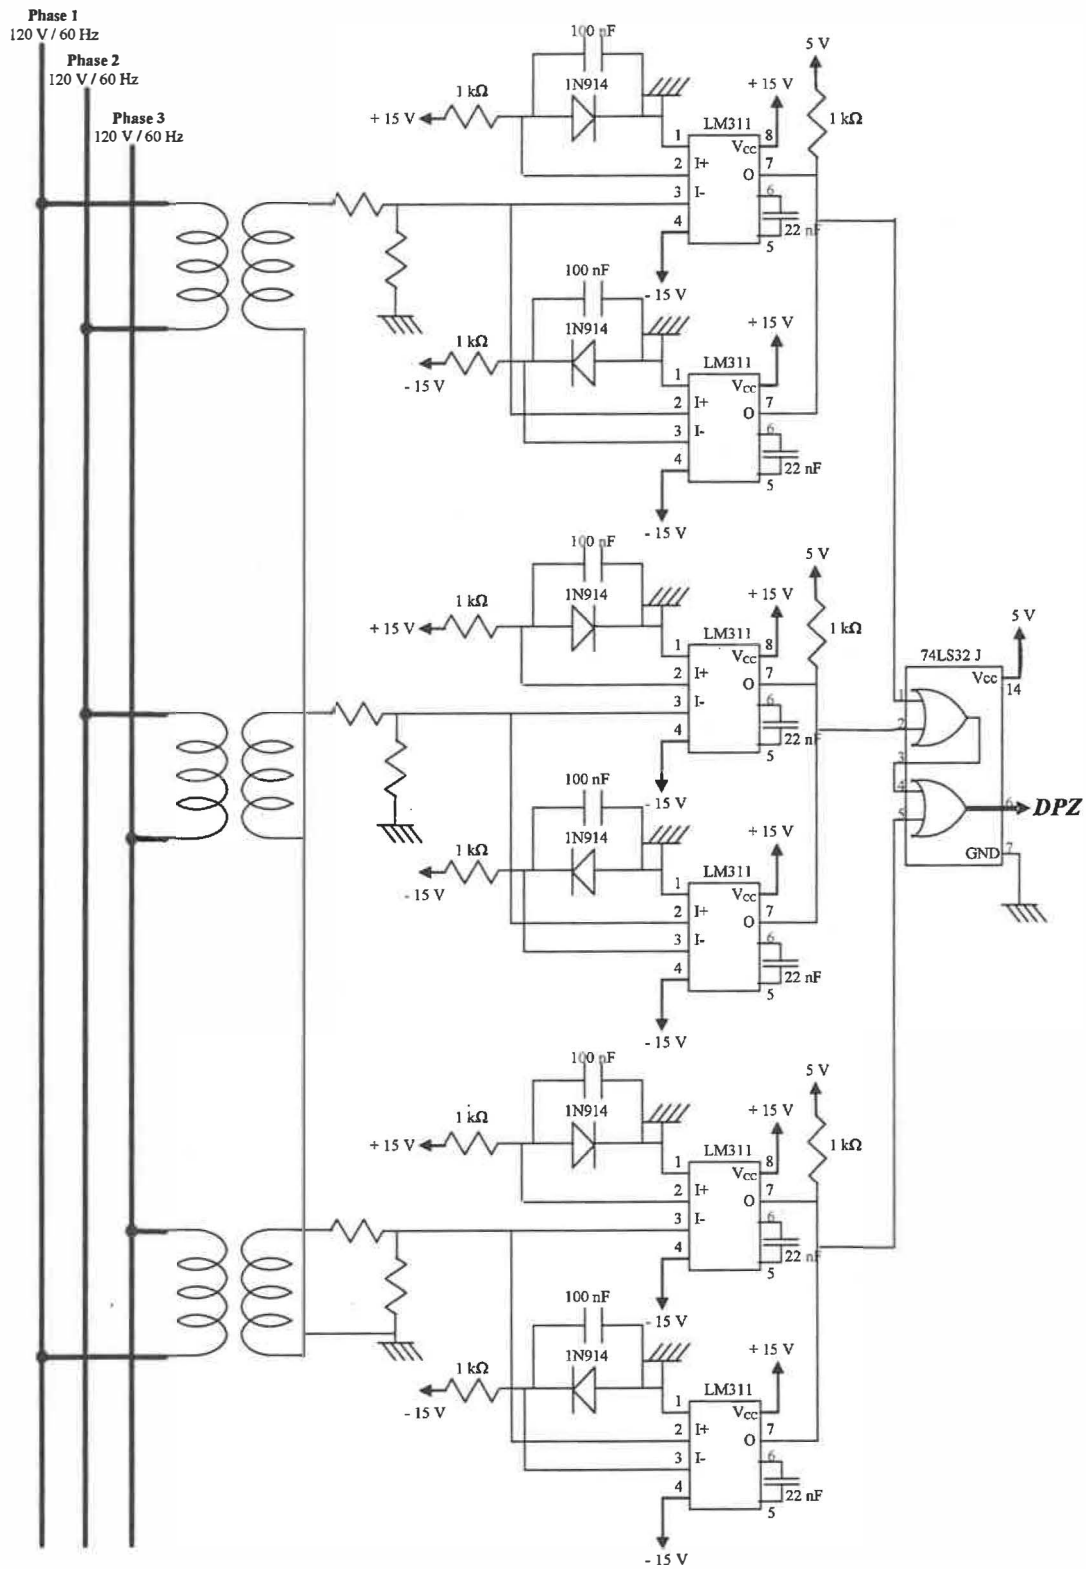 Phase 1
120 V / 60 Hz
Phase 2
120 V / 60 Hz
Phase 3
120 V / 60 Hz
100 nF
1 kΩ
1N914
+ 15 V
+ 15 V
5 V
1 kΩ
LM311
1
2
3
4
I+
I-
VCC
O
8
7
6
5
22 nF
- 15 V
100 nF
1 kΩ
1N914
- 15 V
+ 15 V
LM311
1
2
3
4
I+
I-
VCC
O
7
6
5
22 nF
- 15 V
100 nF
1 kΩ
1N914
+ 15 V
+ 15 V
5 V
1 kΩ
LM311
1
2
3
4
I+
I-
VCC
O
8
7
6
5
22 nF
- 15 V
100 nF
1 kΩ
1N914
- 15 V
+ 15 V
LM311
1
2
3
4
I+
I-
VCC
O
7
6
5
22 nF
- 15 V
5 V
74LS32 J
Vcc
14
1
2
3
4
5
6
DPZ
GND
7
100 nF
1 kΩ
1N914
+ 15 V
+ 15 V
5 V
1 kΩ
LM311
1
2
3
4
I+
I-
VCC
O
8
7
6
5
22 nF
- 15 V
100 nF
1 kΩ
1N914
- 15 V
+ 15 V
LM311
1
2
3
4
I+
I-
VCC
O
7
6
5
22 nF
- 15 V